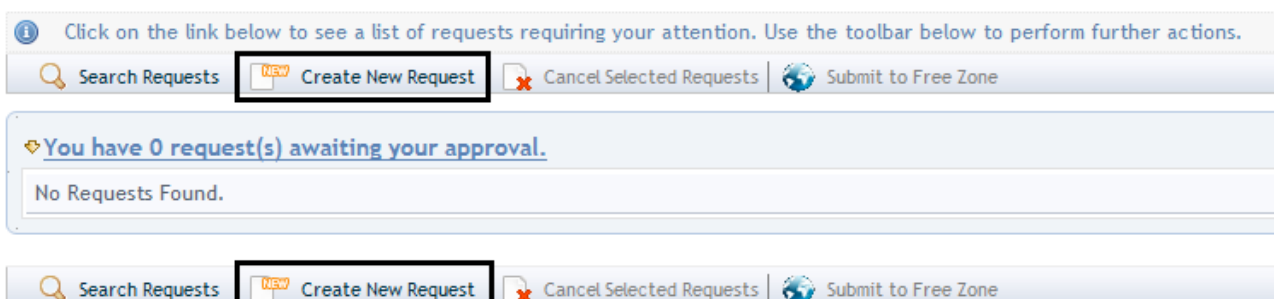 Click on the link below to see a list of requests requiring your attention. Use the toolbar below to perform further actions.
Search Requests NEW Create New Request Cancel Selected Requests Submit to Free Zone
You have 0 request(s) awaiting your approval.
No Requests Found.
Search Requests NEW Create New Request Cancel Selected Requests Submit to Free Zone